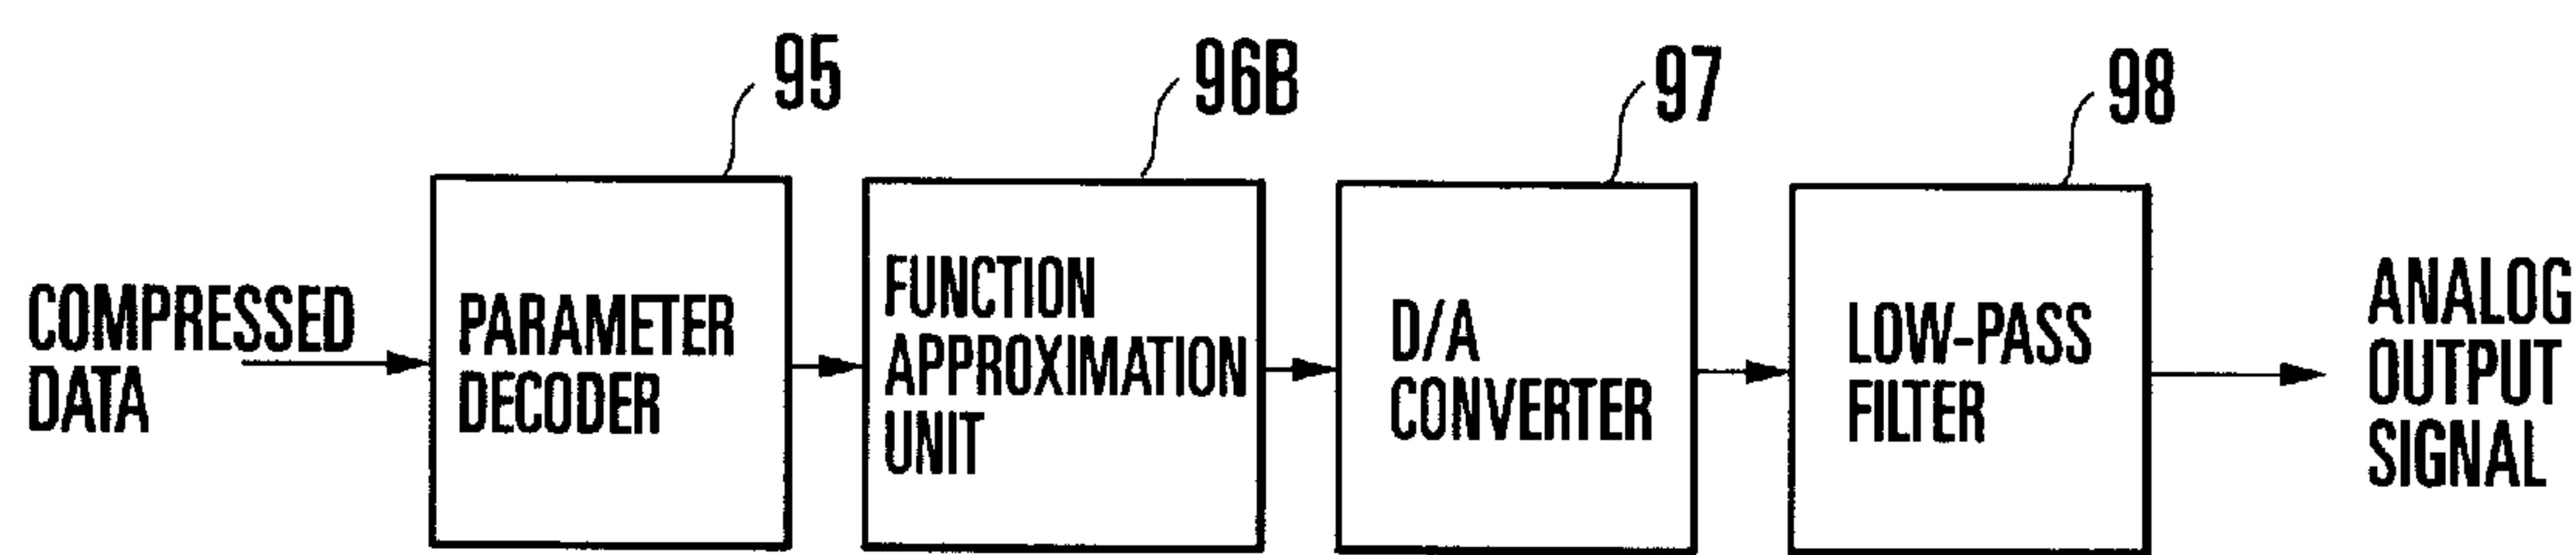 95
96B
97
98
COMPRESSED
DATA
PARAMETER
DECODER
FUNCTION
APPROXIMATION
UNIT
D/A
CONVERTER
LOW-PASS
FILTER
ANALOG
OUTPUT
SIGNAL